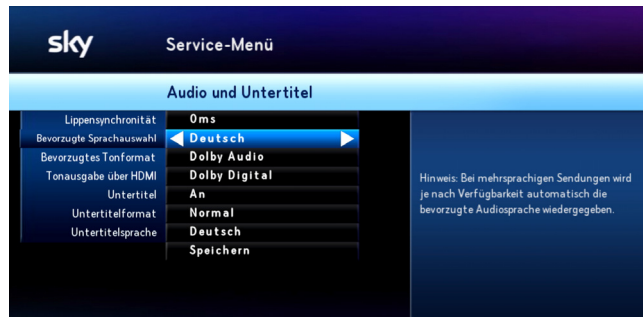 sky
Service-Menü
Audio und Untertitel
Lippensynchronität 0ms
Bevorzugte Sprachauswahl Deutsch
Bevorzugtes Tonformat Dolby Audio
Tonausgabe über HDMI Dolby Digital
Untertitel An
Untertitelformat Normal
Untertitelsprache Deutsch
Speichern
Hinweis: Bei mehrsprachigen Sendungen wird
je nach Verfügbarkeit automatisch die
bevorzugte Audiosprache wiedergegeben.